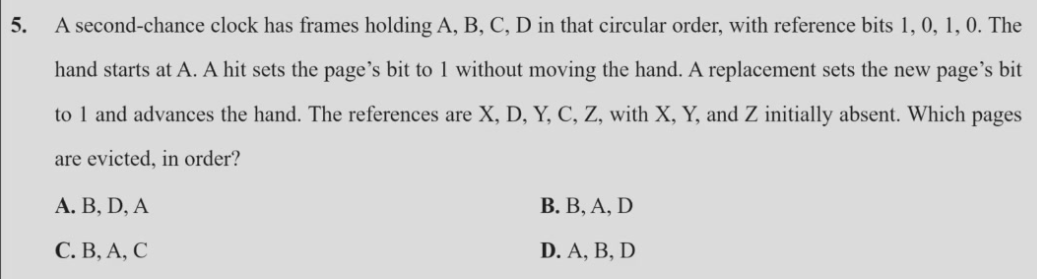 5. A second-chance clock has frames holding A, B, C, D in that circular order, with reference bits 1, 0, 1, 0. The
hand starts at A. A hit sets the page’s bit to 1 without moving the hand. A replacement sets the new page’s bit
to 1 and advances the hand. The references are X, D, Y, C, Z, with X, Y, and Z initially absent. Which pages
are evicted, in order?
A. B, D, A
B. B, A, D
C. B, A, C
D. A, B, D